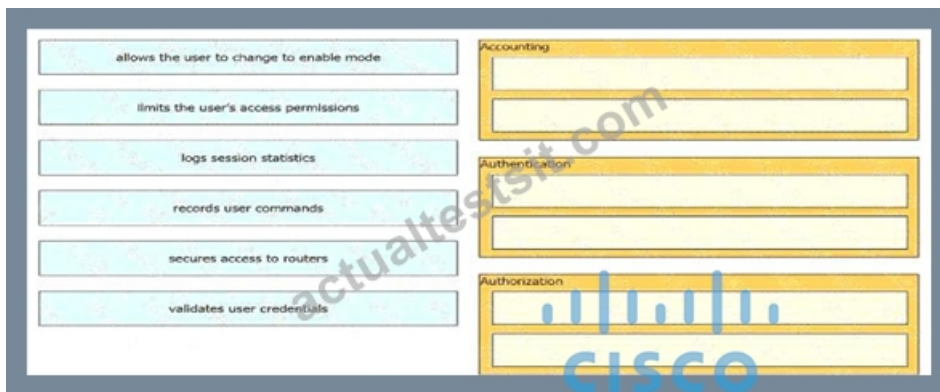 allows the user to change to enable mode
limits the user's access permissions
logs session statistics
records user commands
secures access to routers
validates user credentials
Accounting
Authentication
Authorization
actualtestsit.com
CISCO